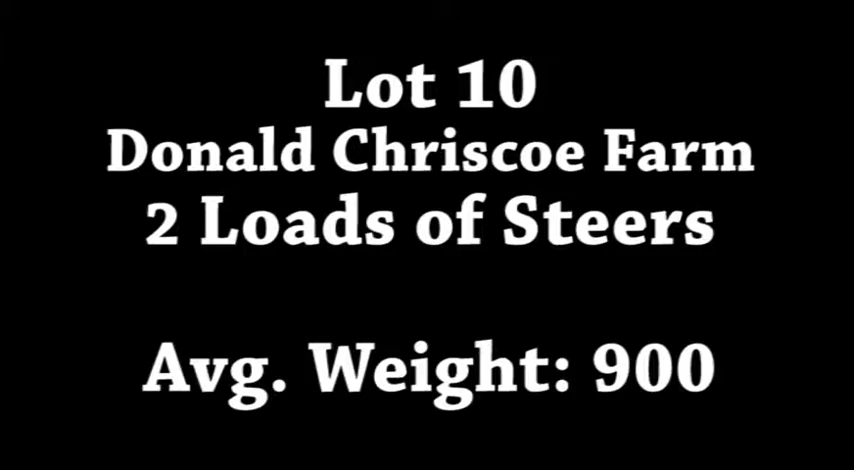 Lot 10
Donald Chriscoe Farm
2 Loads of Steers
Avg. Weight: 900